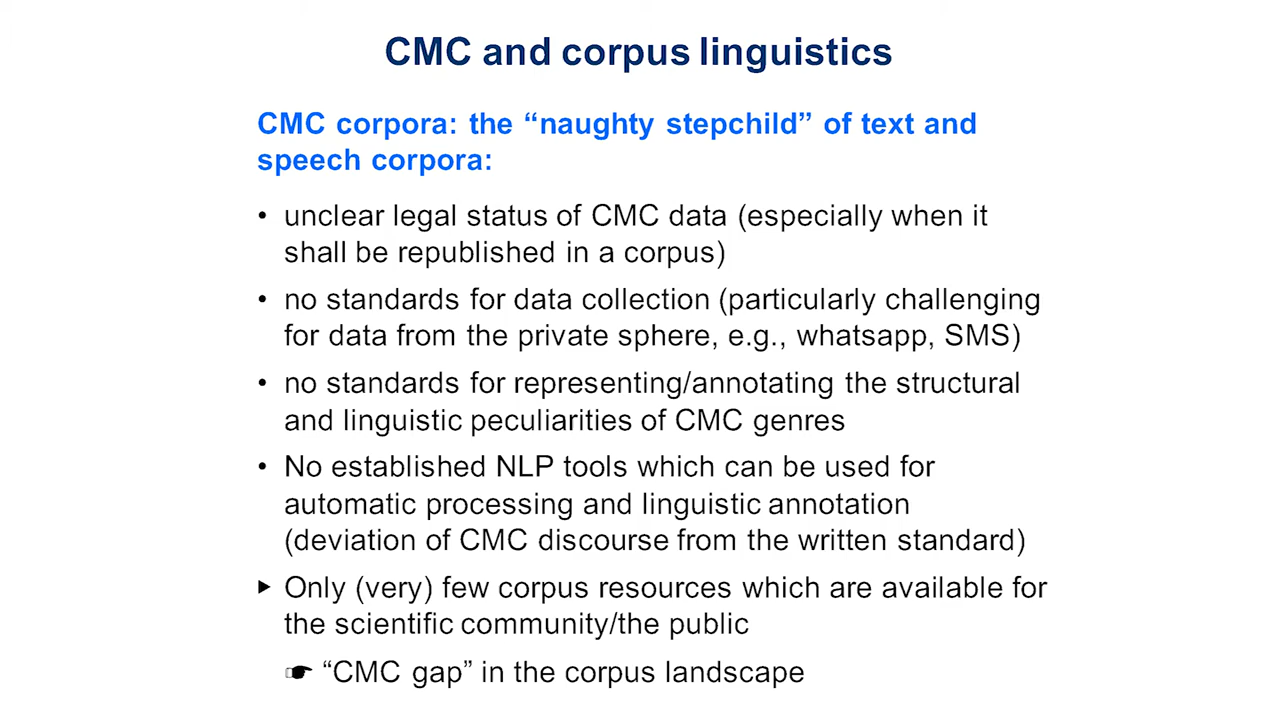 CMC and corpus linguistics
CMC corpora: the “naughty stepchild” of text and
speech corpora:
• unclear legal status of CMC data (especially when it
shall be republished in a corpus)
• no standards for data collection (particularly challenging
for data from the private sphere, e.g., whatsapp, SMS)
• no standards for representing/annotating the structural
and linguistic peculiarities of CMC genres
• No established NLP tools which can be used for
automatic processing and linguistic annotation
(deviation of CMC discourse from the written standard)
▶ Only (very) few corpus resources which are available for
the scientific community/the public
☛ “CMC gap” in the corpus landscape